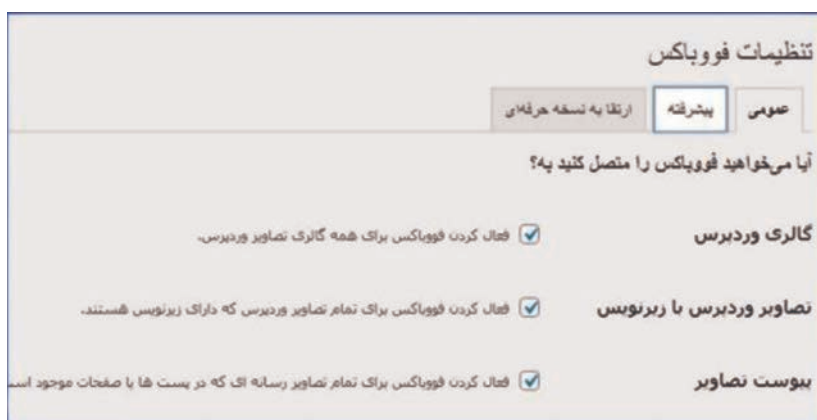 تنظیمات فووباکس
عمومی پیشرفته ارتقا به نسخه حرفه‌ای
آیا می‌خواهید فووباکس را متصل کنید به؟
گالری وردپرس فعال کردن فووباکس برای همه گالری تصاویر وردپرس.
تصاویر وردپرس با زیرنویس فعال کردن فووباکس برای تمام تصاویر وردپرس که دارای زیرنویس هستند.
پیوست تصاویر فعال کردن فووباکس برای تمام تصاویر رسانه ای که در پست ها یا صفحات موجود